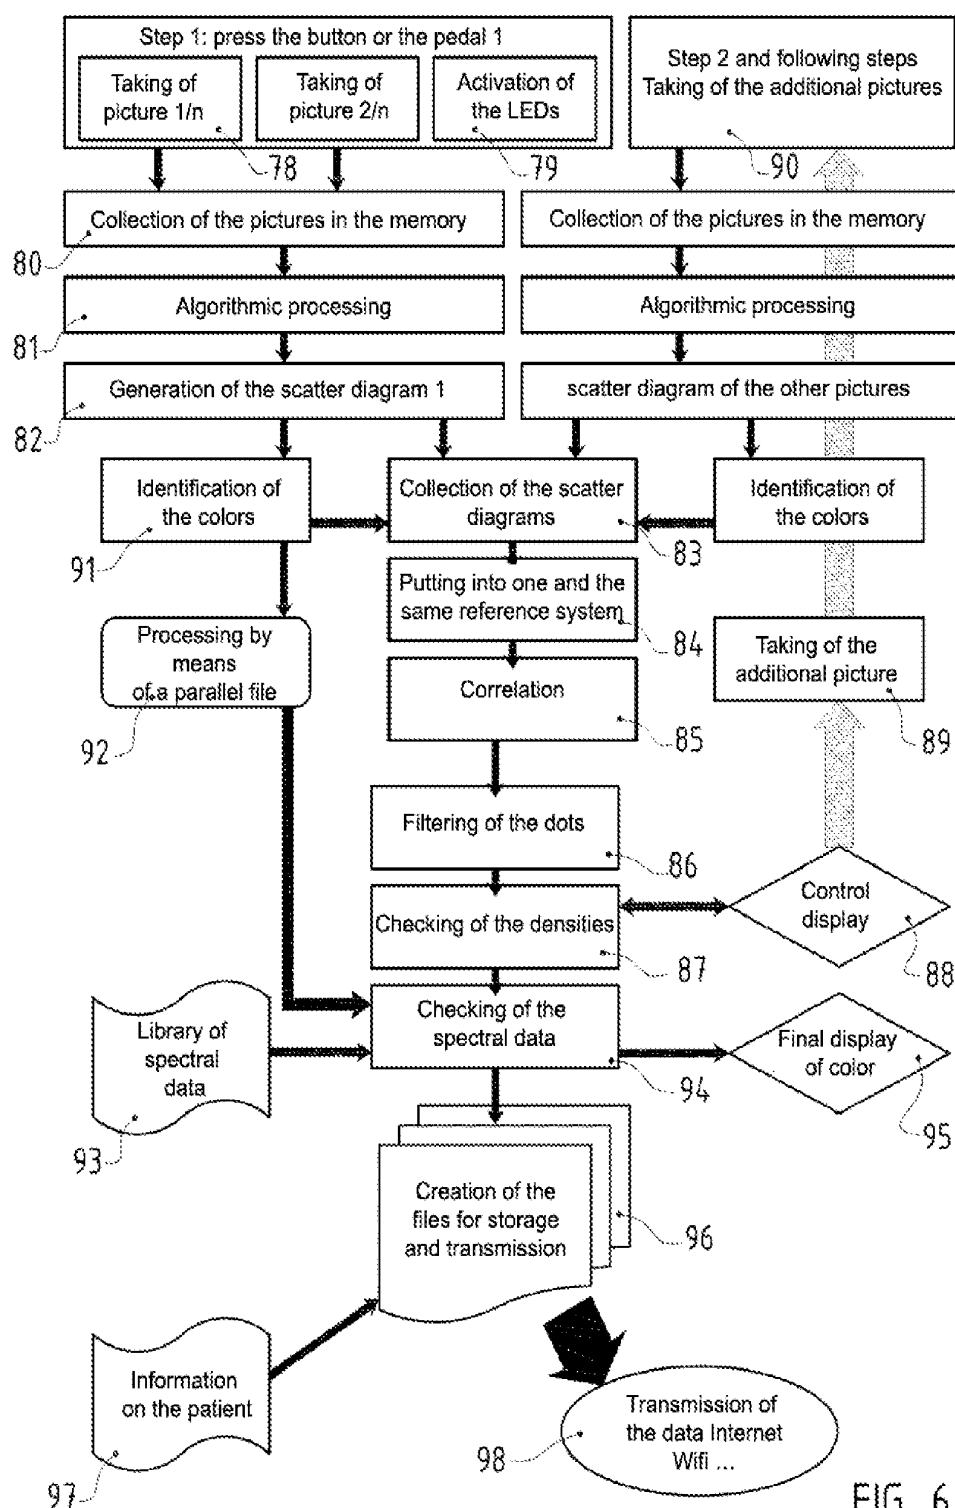 Step 1: press the button or the pedal 1
Taking of
picture 1/n
Taking of
picture 2/n
Activation of
the LEDs
78
79
Step 2 and following steps
Taking of the additional pictures
90
Collection of the pictures in the memory
80
Collection of the pictures in the memory
Algorithmic processing
81
Algorithmic processing
Generation of the scatter diagram 1
82
scatter diagram of the other pictures
Identification of
the colors
91
Collection of the scatter
diagrams
83
Identification of
the colors
Putting into one and the
same reference system
84
Processing by
means
of a parallel file
92
Correlation
85
Taking of the
additional picture
89
Filtering of the dots
86
Checking of the densities
87
Control
display
88
Library of
spectral
data
93
Checking of the
spectral data
94
Final display
of color
95
Creation of the
files for storage
and transmission
96
Information
on the patient
97
Transmission of
the data Internet
Wifi ...
98
FIG. 6